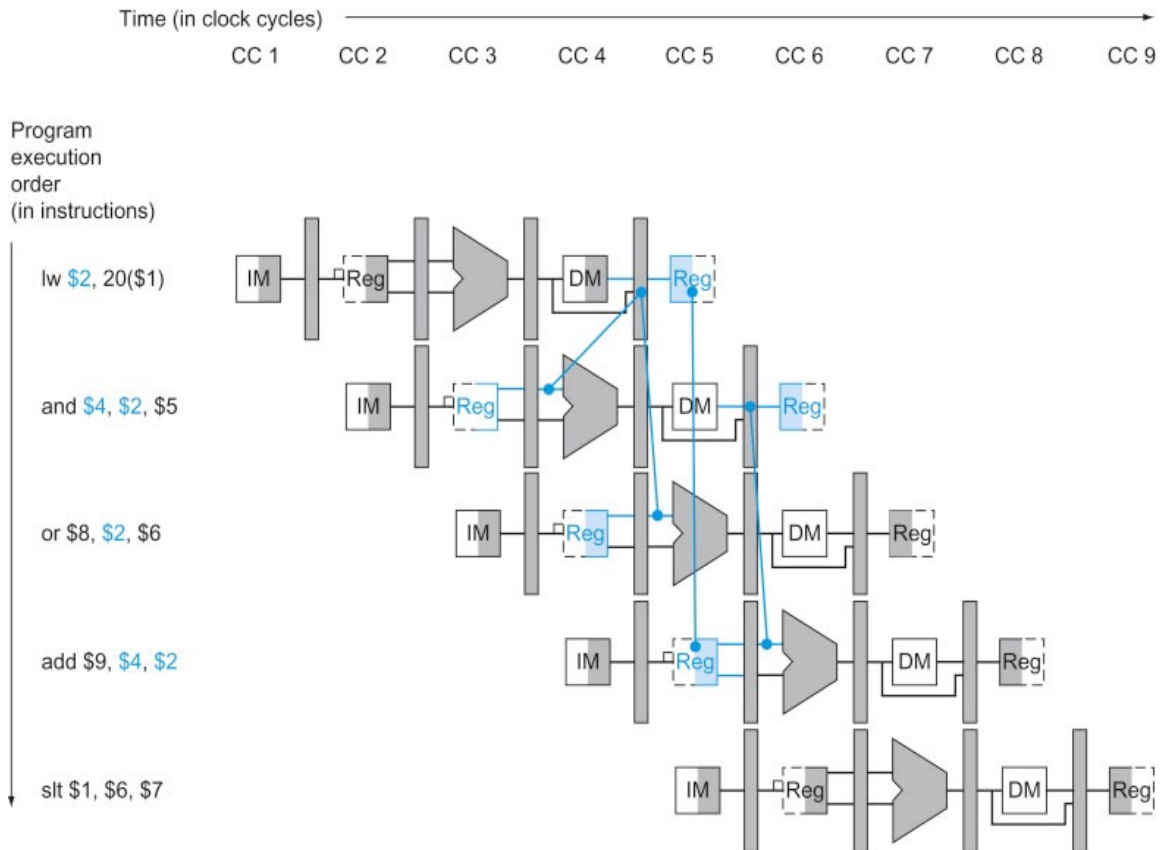 Time (in clock cycles)
CC 1 CC 2 CC 3 CC 4 CC 5 CC 6 CC 7 CC 8 CC 9
Program
execution
order
(in instructions)
lw $2, 20($1) IM Reg DM Reg
and $4, $2, $5 IM Reg DM Reg
or $8, $2, $6 IM Reg DM Reg
add $9, $4, $2 IM Reg DM Reg
slt $1, $6, $7 IM Reg DM Reg